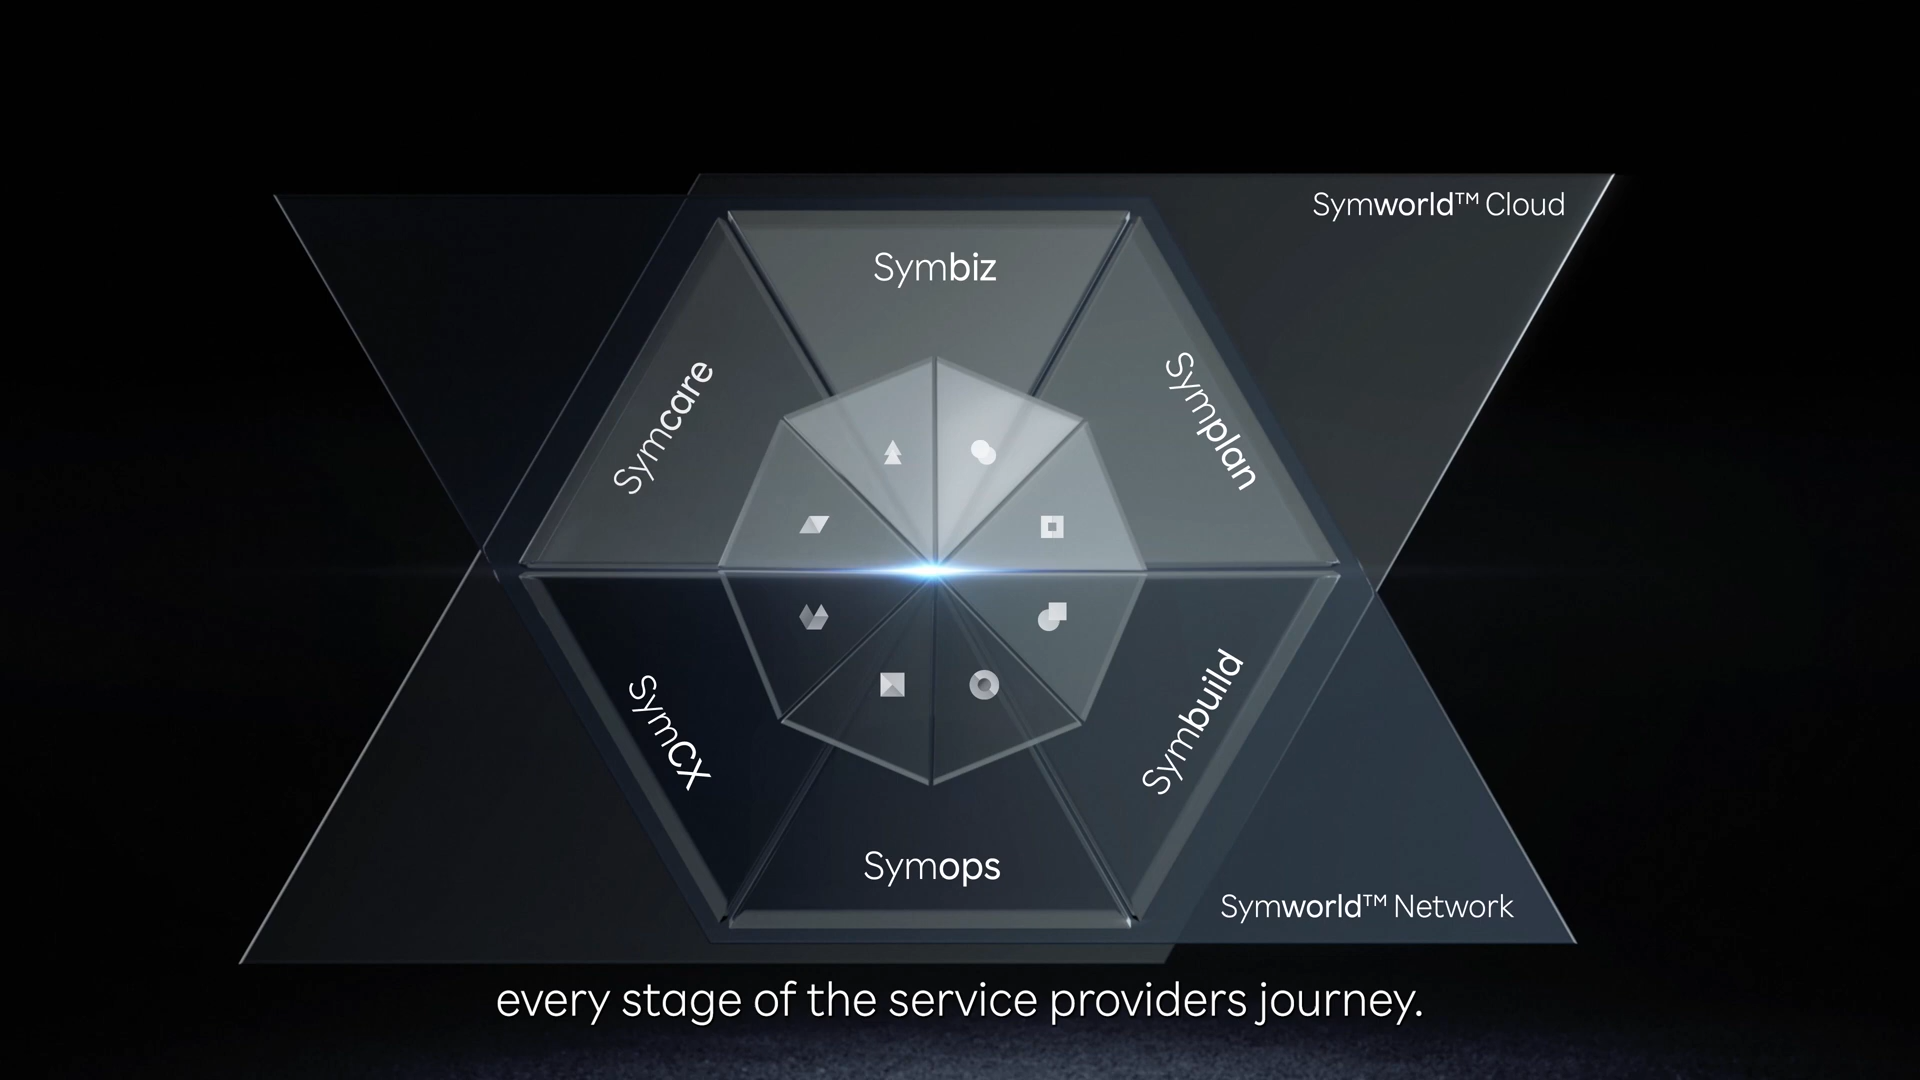 Symworld™ Cloud
Symbiz
Symcare
Symplan
SymCX
Symbuild
Symops
Symworld™ Network
every stage of the service providers journey.